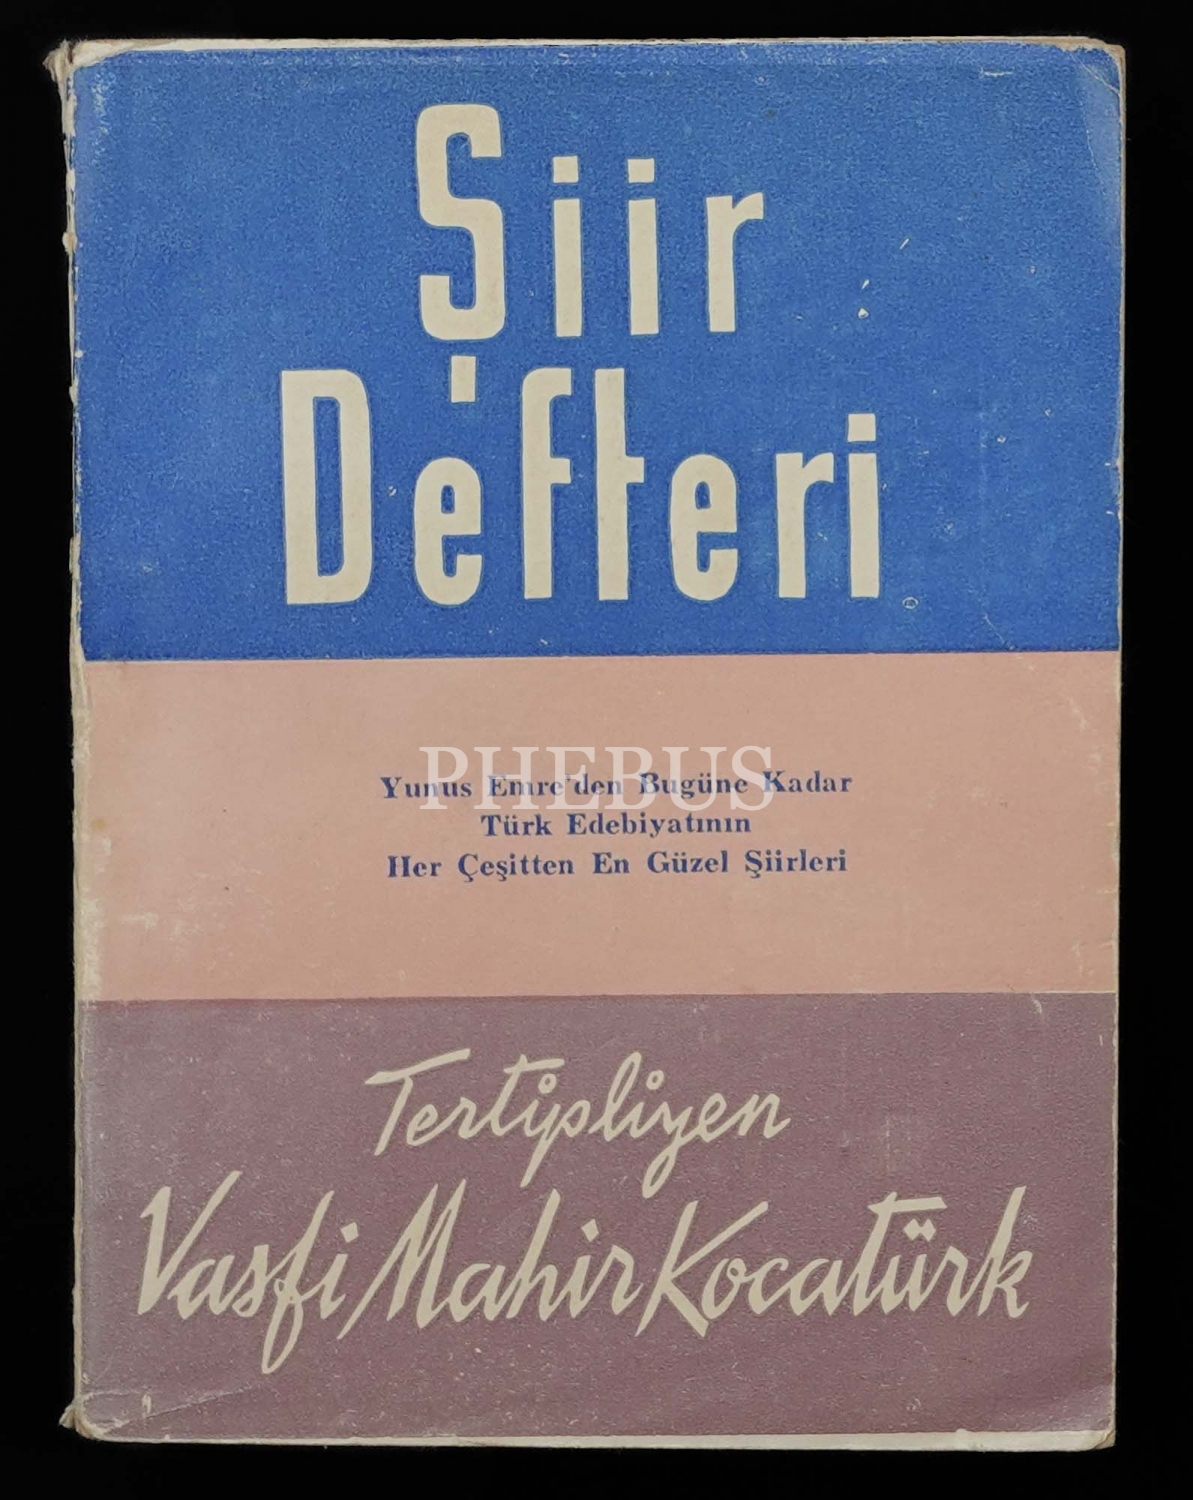 Şiir
Defteri
PHEBUS
Yunus Emre'den Bugüne Kadar
Türk Edebiyatının
Her Çeşitten En Güzel Şiirleri
Tertipliyen
Vasfi Mahir Kocatürk